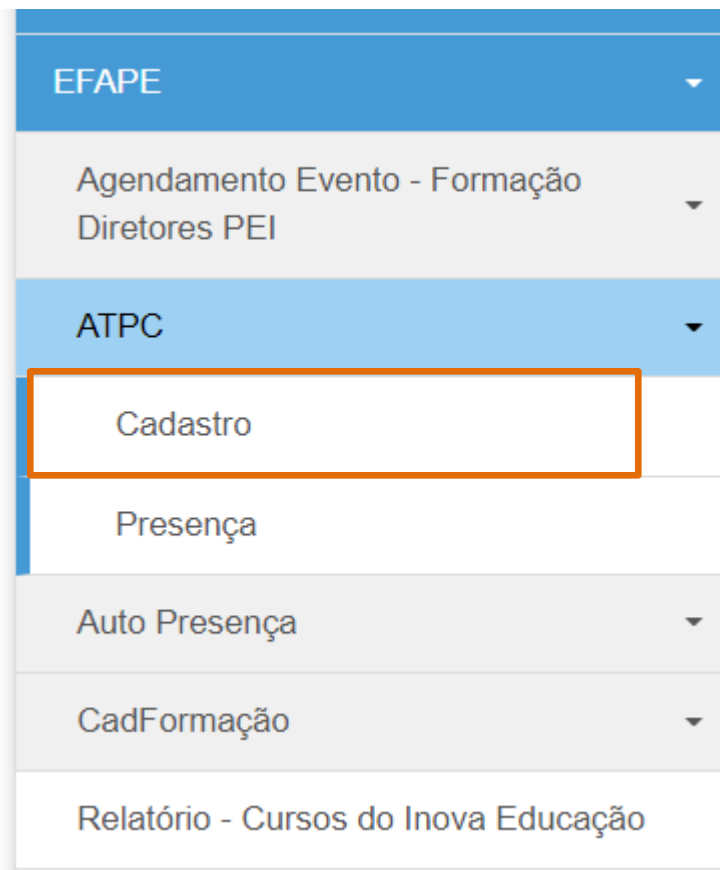 EFAPE
Agendamento Evento - Formação
Diretores PEI
ATPC
Cadastro
Presença
Auto Presença
CadFormação
Relatório - Cursos do Inova Educação